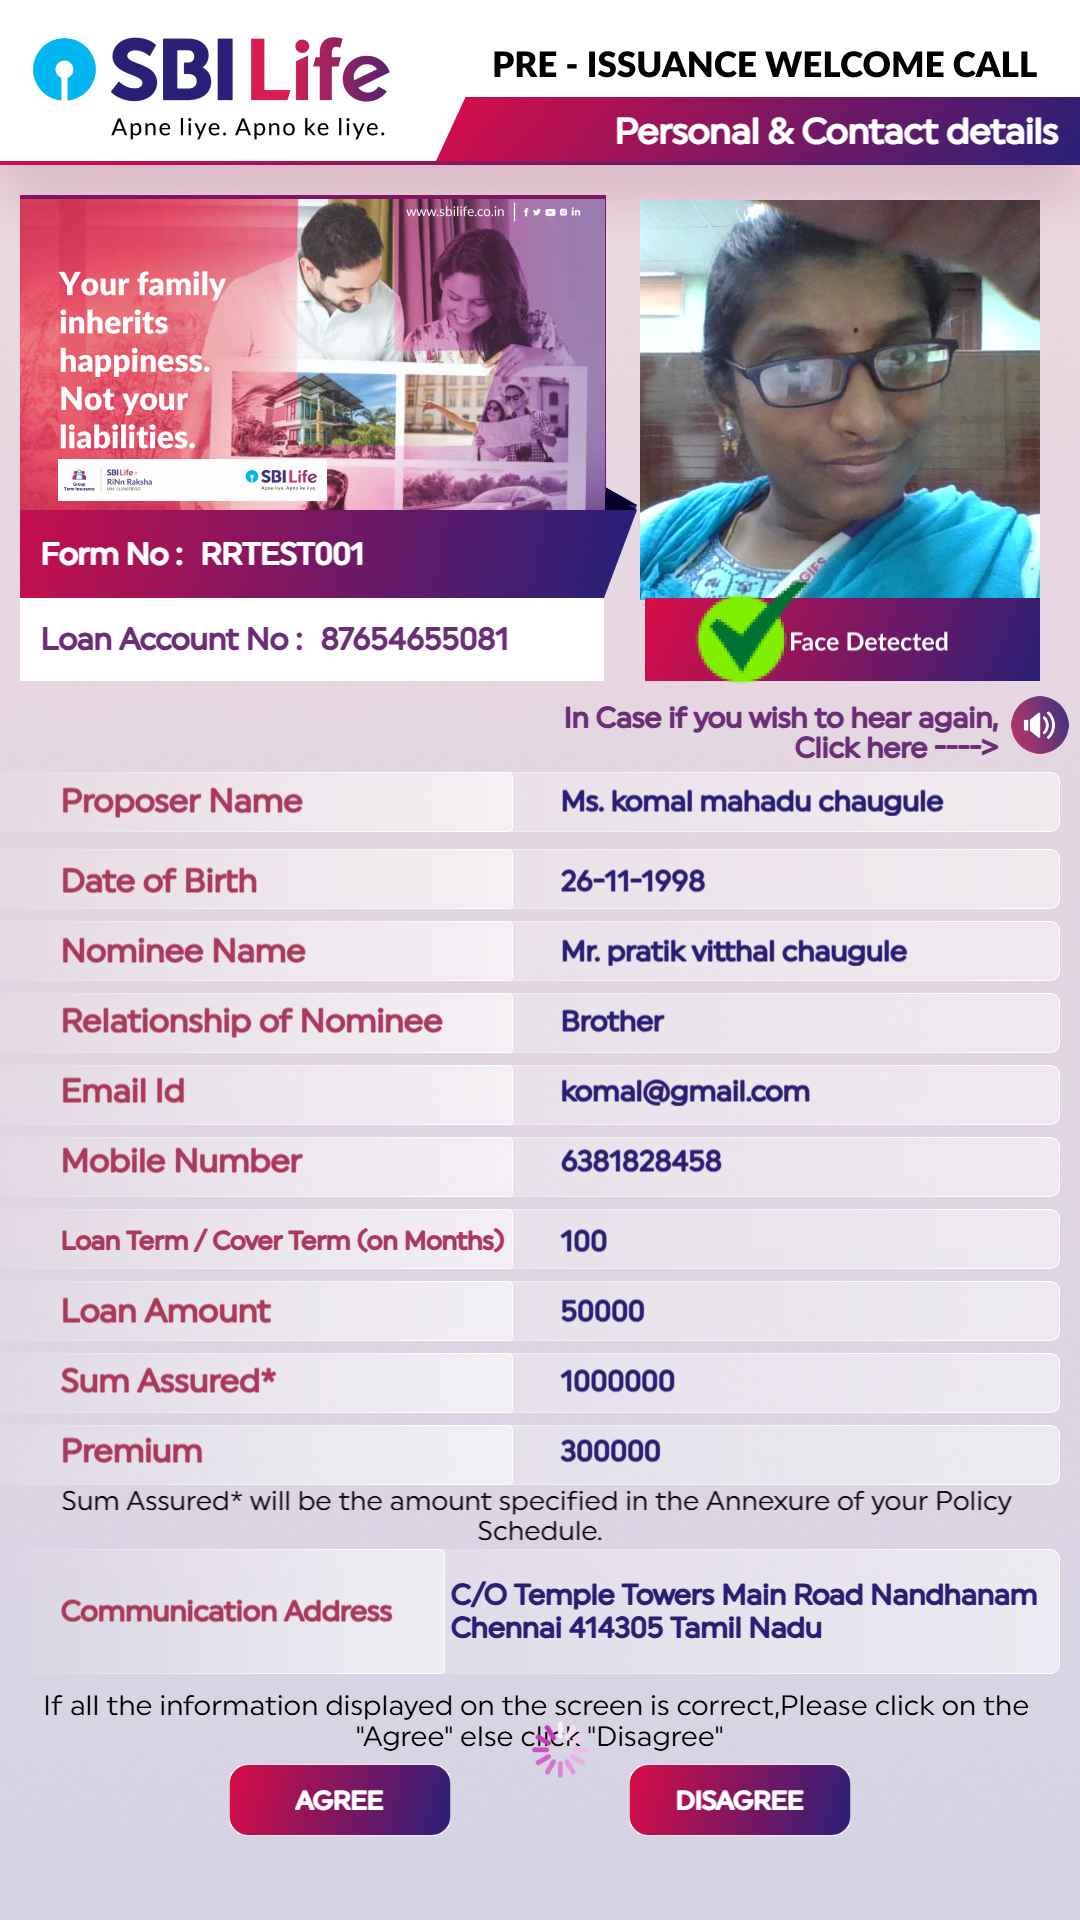 SBI Life
Apne liye. Apno ke liye.
PRE - ISSUANCE WELCOME CALL
Personal & Contact details
www.sbilife.co.in
Your family
inherits
happiness.
Not your
liabilities.
Group
Term Insurance
SBI Life -
RiNn Raksha
SBI Life
Apne liye. Apno ke liye.
Form No : RRTEST001
Loan Account No : 87654655081
GIES
Face Detected
In Case if you wish to hear again,
Click here ---->
Proposer Name Ms. komal mahadu chaugule
Date of Birth 26-11-1998
Nominee Name Mr. pratik vitthal chaugule
Relationship of Nominee Brother
Email Id komal@gmail.com
Mobile Number 6381828458
Loan Term / Cover Term (on Months) 100
Loan Amount 50000
Sum Assured* 1000000
Premium 300000
Sum Assured* will be the amount specified in the Annexure of your Policy
Schedule.
Communication Address C/O Temple Towers Main Road Nandhanam
Chennai 414305 Tamil Nadu
If all the information displayed on the screen is correct,Please click on the
"Agree" else click "Disagree"
AGREE DISAGREE